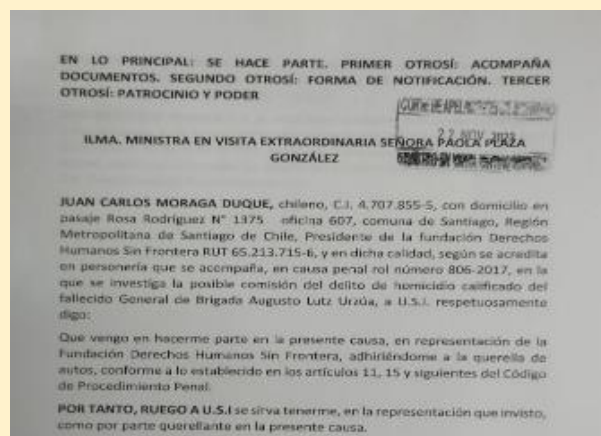 EN LO PRINCIPAL: SE HACE PARTE. PRIMER OTROSÍ: ACOMPAÑA
DOCUMENTOS. SEGUNDO OTROSÍ: FORMA DE NOTIFICACIÓN. TERCER
OTROSÍ: PATROCINIO Y PODER
22 NOV 2023
ILMA. MINISTRA EN VISITA EXTRAORDINARIA SEÑORA PAOLA PLAZA
GONZÁLEZ
JUAN CARLOS MORAGA DUQUE, chileno, C.I. 4.707.855-5, con domicilio en
pasaje Rosa Rodríguez N° 1375 oficina 607, comuna de Santiago, Región
Metropolitana de Santiago de Chile, Presidente de la fundación Derechos
Humanos Sin Frontera RUT 65.213.715-6, y en dicha calidad, según se acredita
en personería que se acompaña, en causa penal rol número 806-2017, en la
que se investiga la posible comisión del delito de homicidio calificado del
fallecido General de Brigada Augusto Lutz Urzúa, a U.S.I. respetuosamente
digo:
Que vengo en hacerme parte en la presente causa, en representación de la
Fundación Derechos Humanos Sin Frontera, adhiriéndome a la querella de
autos, conforme a lo establecido en los artículos 11, 15 y siguientes del Código
de Procedimiento Penal.
POR TANTO, RUEGO A U.S.I se sirva tenerme, en la representación que invisto,
como por parte querellante en la presente causa.